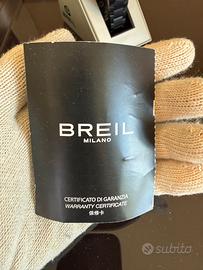 BREIL
MILANO
CERTIFICATO DI GARANZIA
WARRANTY CERTIFICATE
保修卡
subito